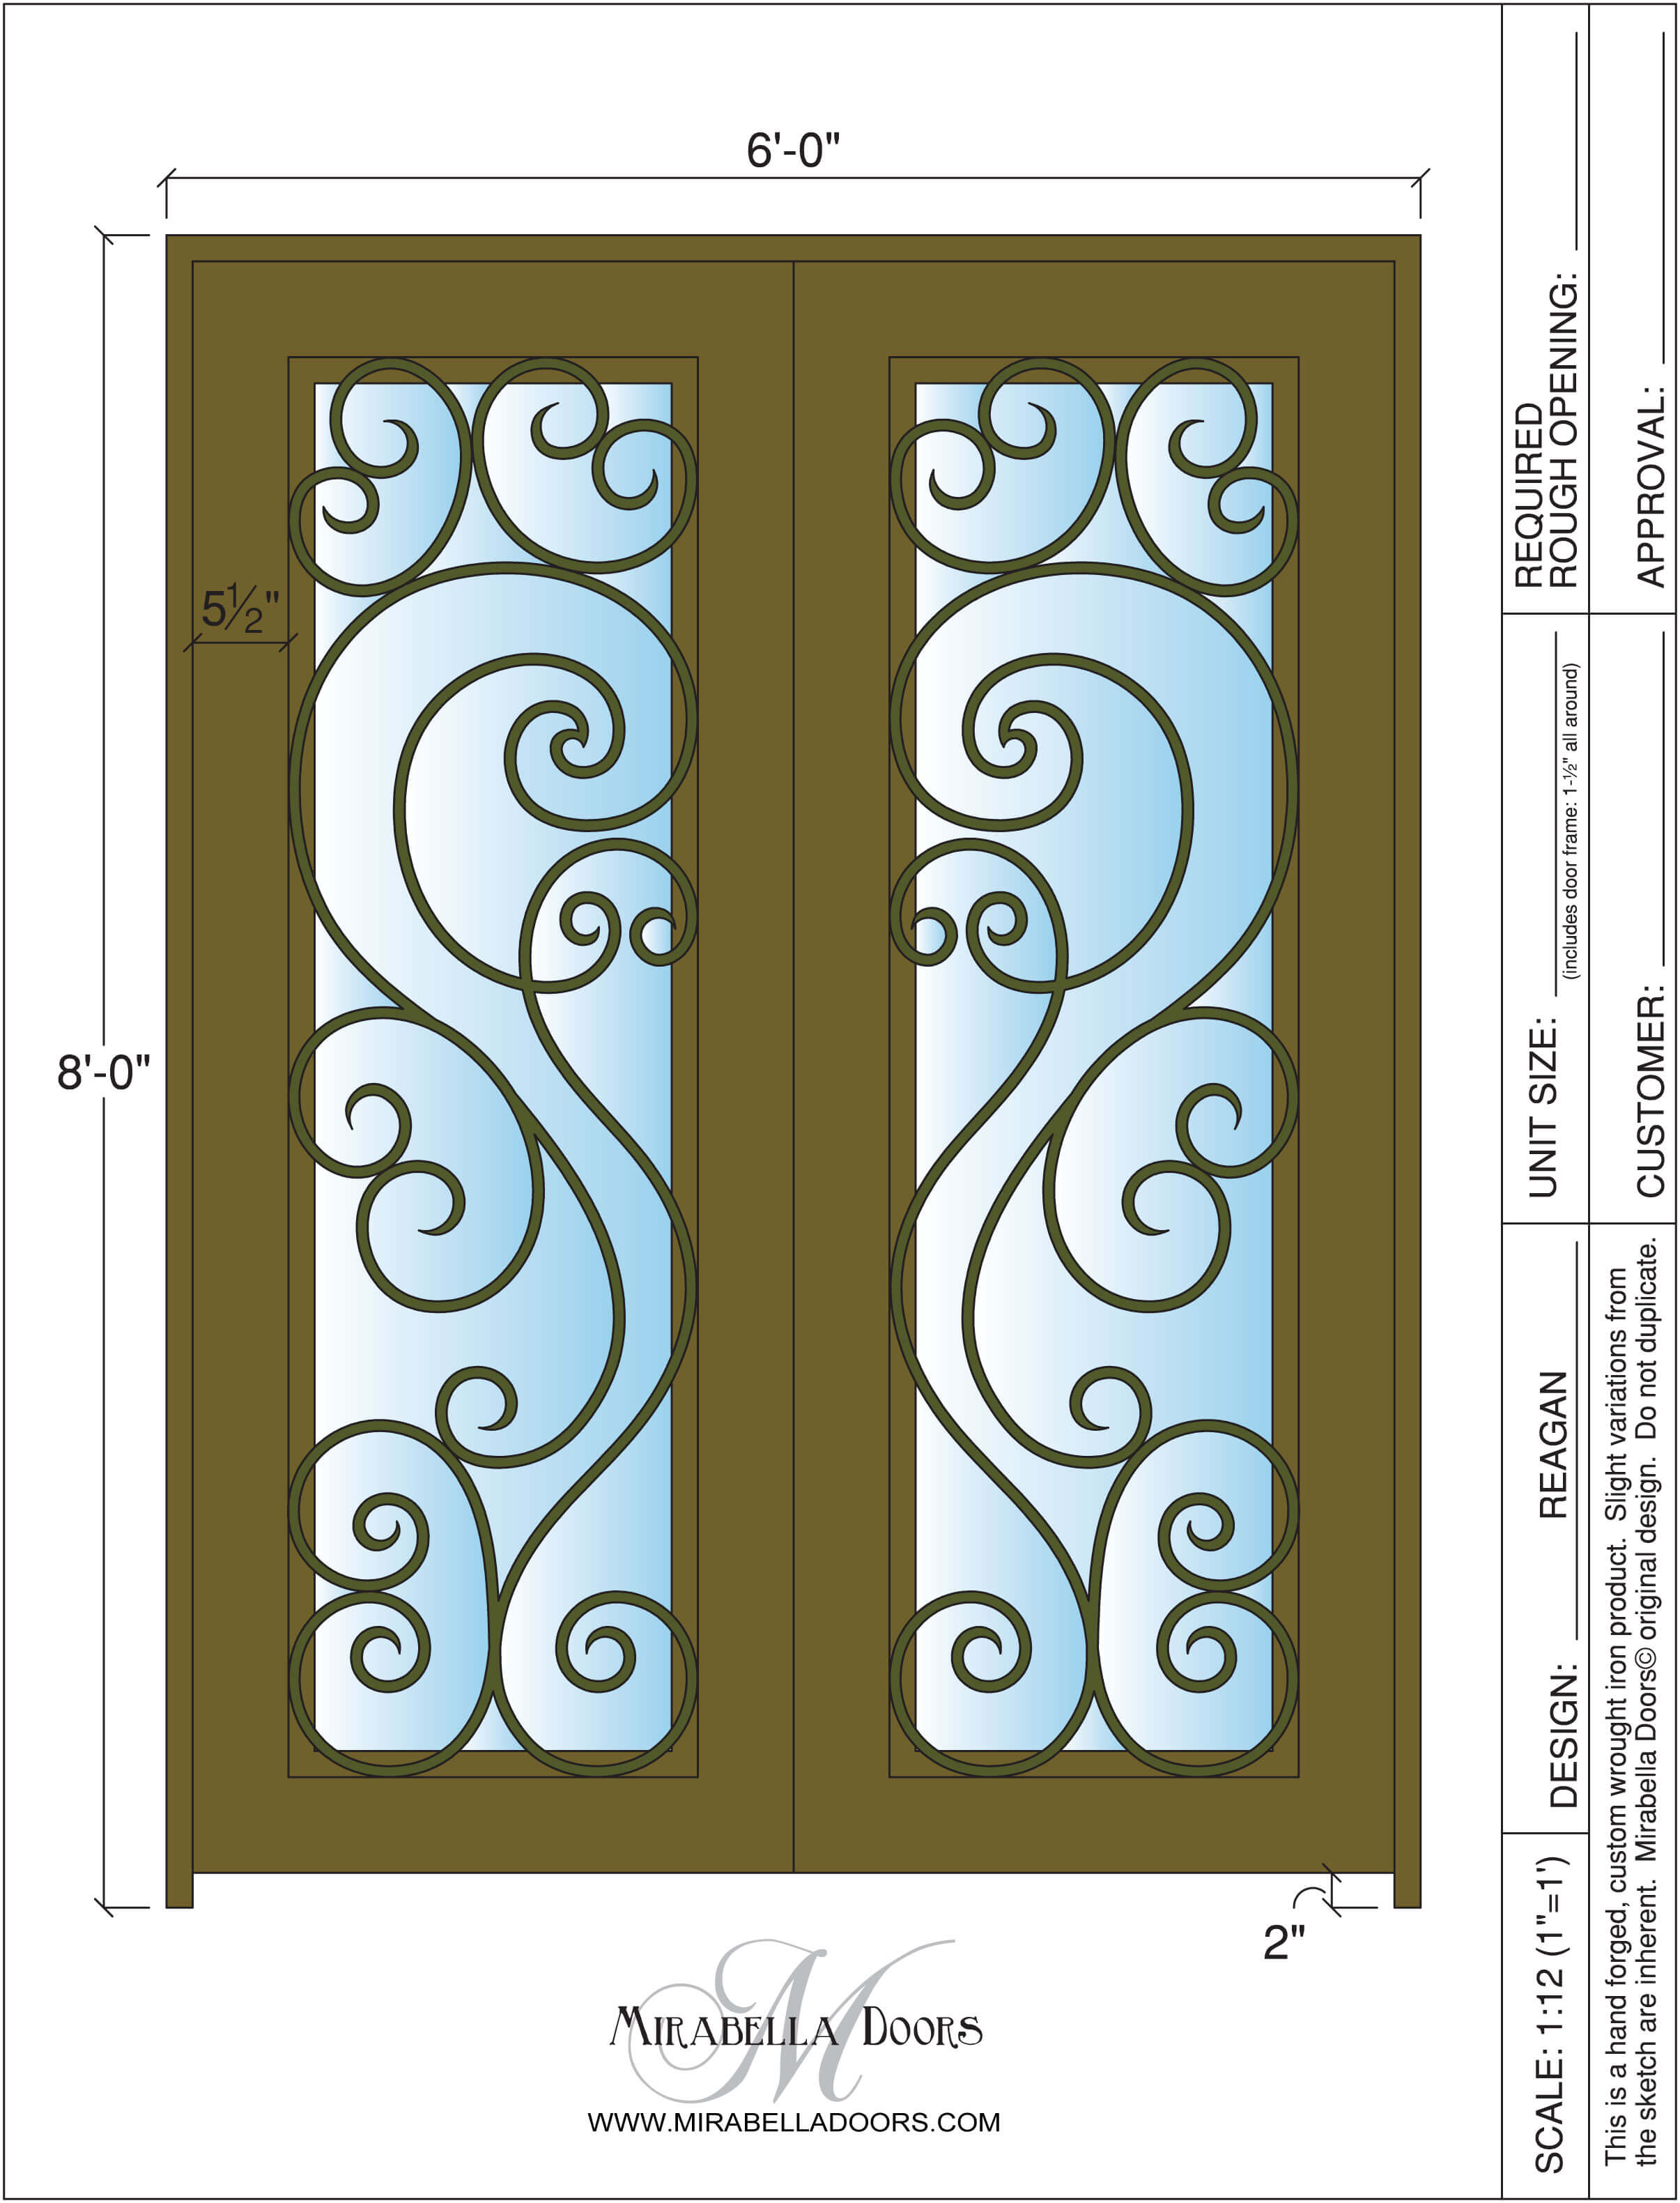 6'-0"
5½"
8'-0"
2"
MIRABELLA DOORS
M
WWW.MIRABELLADOORS.COM
SCALE: 1:12 (1"=1')
DESIGN: REAGAN
UNIT SIZE:
(includes door frame: 1-½" all around)
REQUIRED
ROUGH OPENING:
This is a hand forged, custom wrought iron product. Slight variations from
the sketch are inherent. Mirabella Doors© original design. Do not duplicate.
CUSTOMER:
APPROVAL: